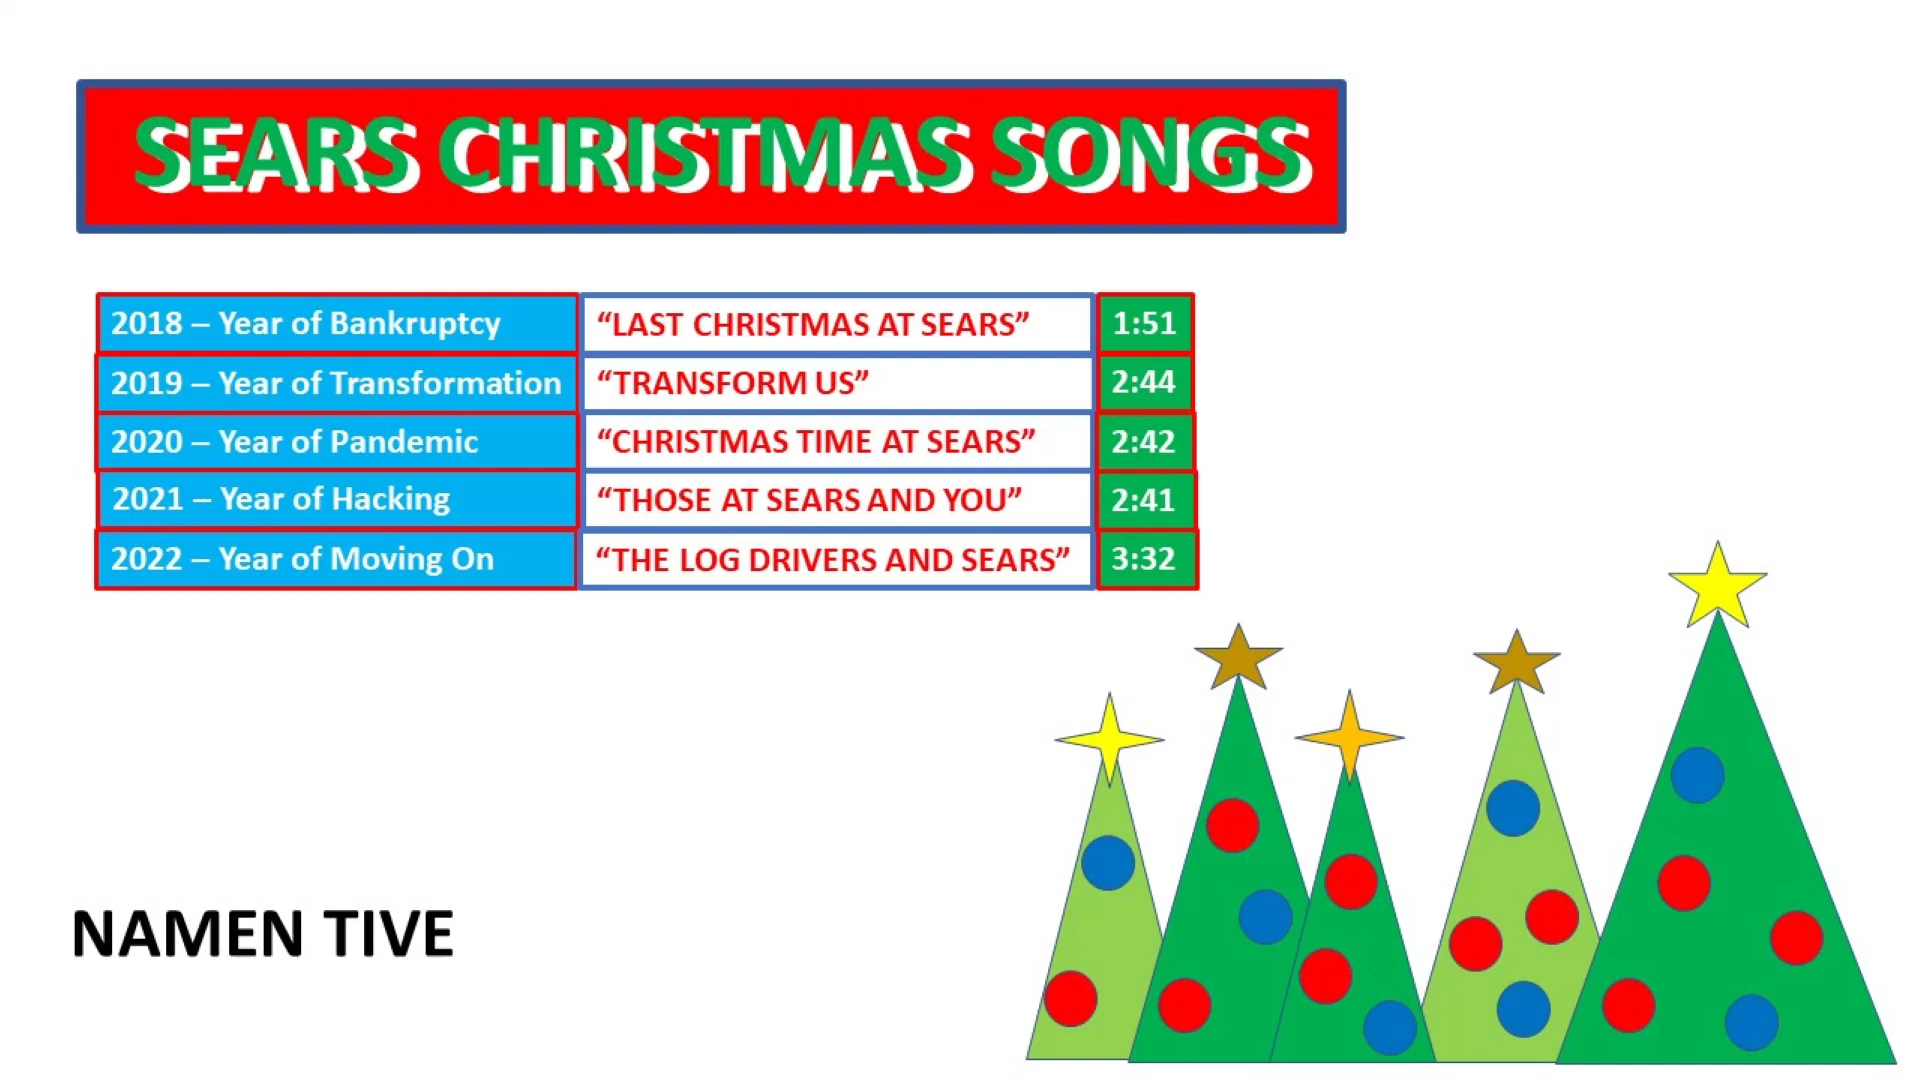 SEARS CHRISTMAS SONGS
2018 – Year of Bankruptcy “LAST CHRISTMAS AT SEARS” 1:51
2019 – Year of Transformation “TRANSFORM US” 2:44
2020 – Year of Pandemic “CHRISTMAS TIME AT SEARS” 2:42
2021 – Year of Hacking “THOSE AT SEARS AND YOU” 2:41
2022 – Year of Moving On “THE LOG DRIVERS AND SEARS” 3:32
NAMEN TIVE